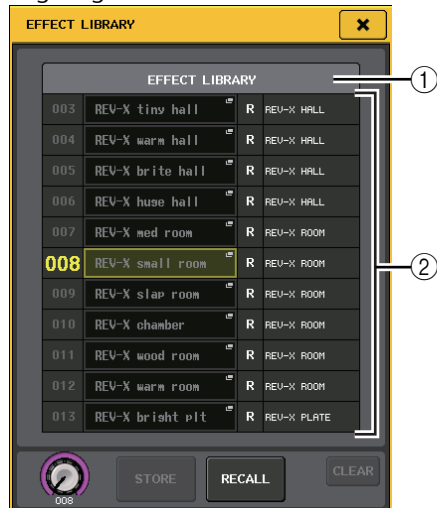 EFFECT LIBRARY
EFFECT LIBRARY
1
003 REV-X tiny hall R REV-X HALL
004 REV-X warm hall R REV-X HALL
005 REV-X brite hall R REV-X HALL
006 REV-X huge hall R REV-X HALL
007 REV-X med room R REV-X ROOM
008 REV-X small room R REV-X ROOM
2
009 REV-X slap room R REV-X ROOM
010 REV-X chamber R REV-X ROOM
011 REV-X wood room R REV-X ROOM
012 REV-X warm room R REV-X ROOM
013 REV-X bright plt R REV-X PLATE
STORE RECALL CLEAR
008